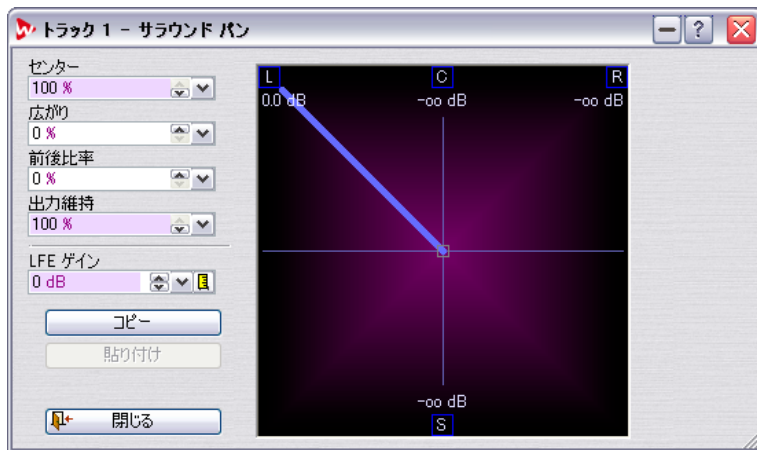 トラック 1 - サラウンド パン
センター
100 %
広がり
0 %
前後比率
0 %
出力維持
100 %
LFE ゲイン
0 dB
コピー
貼り付け
閉じる
L C R
0.0 dB -oo dB -oo dB
-oo dB
S